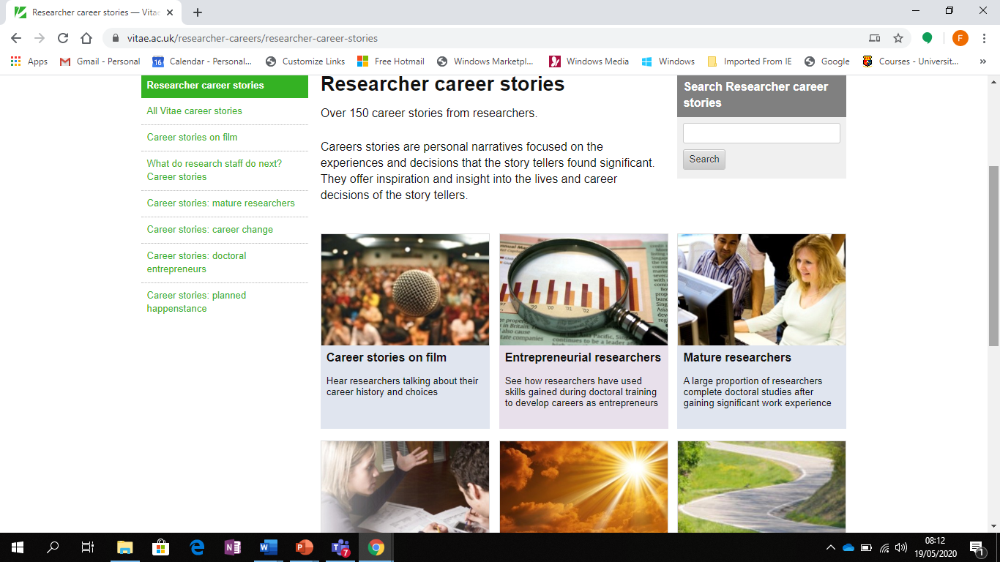 Researcher career stories — Vitae
vitae.ac.uk/researcher-careers/researcher-career-stories
Apps
Gmail - Personal
16
Calendar - Personal...
Customize Links
Free Hotmail
Windows Marketpl...
Windows Media
Windows
Imported From IE
Google
Courses - Universit...
»
F
Researcher career stories
All Vitae career stories
Career stories on film
What do research staff do next?
Career stories
Career stories: mature researchers
Career stories: career change
Career stories: doctoral
entrepreneurs
Career stories: planned
happenstance
Researcher career stories
Over 150 career stories from researchers.
Careers stories are personal narratives focused on the
experiences and decisions that the story tellers found significant.
They offer inspiration and insight into the lives and career
decisions of the story tellers.
Search Researcher career
stories
Search
'99 '00 '01 '02
Career stories on film
Hear researchers talking about their
career history and choices
Entrepreneurial researchers
See how researchers have used
skills gained during doctoral training
to develop careers as entrepreneurs
Mature researchers
A large proportion of researchers
complete doctoral studies after
gaining significant work experience
7
08:12
19/05/2020
1